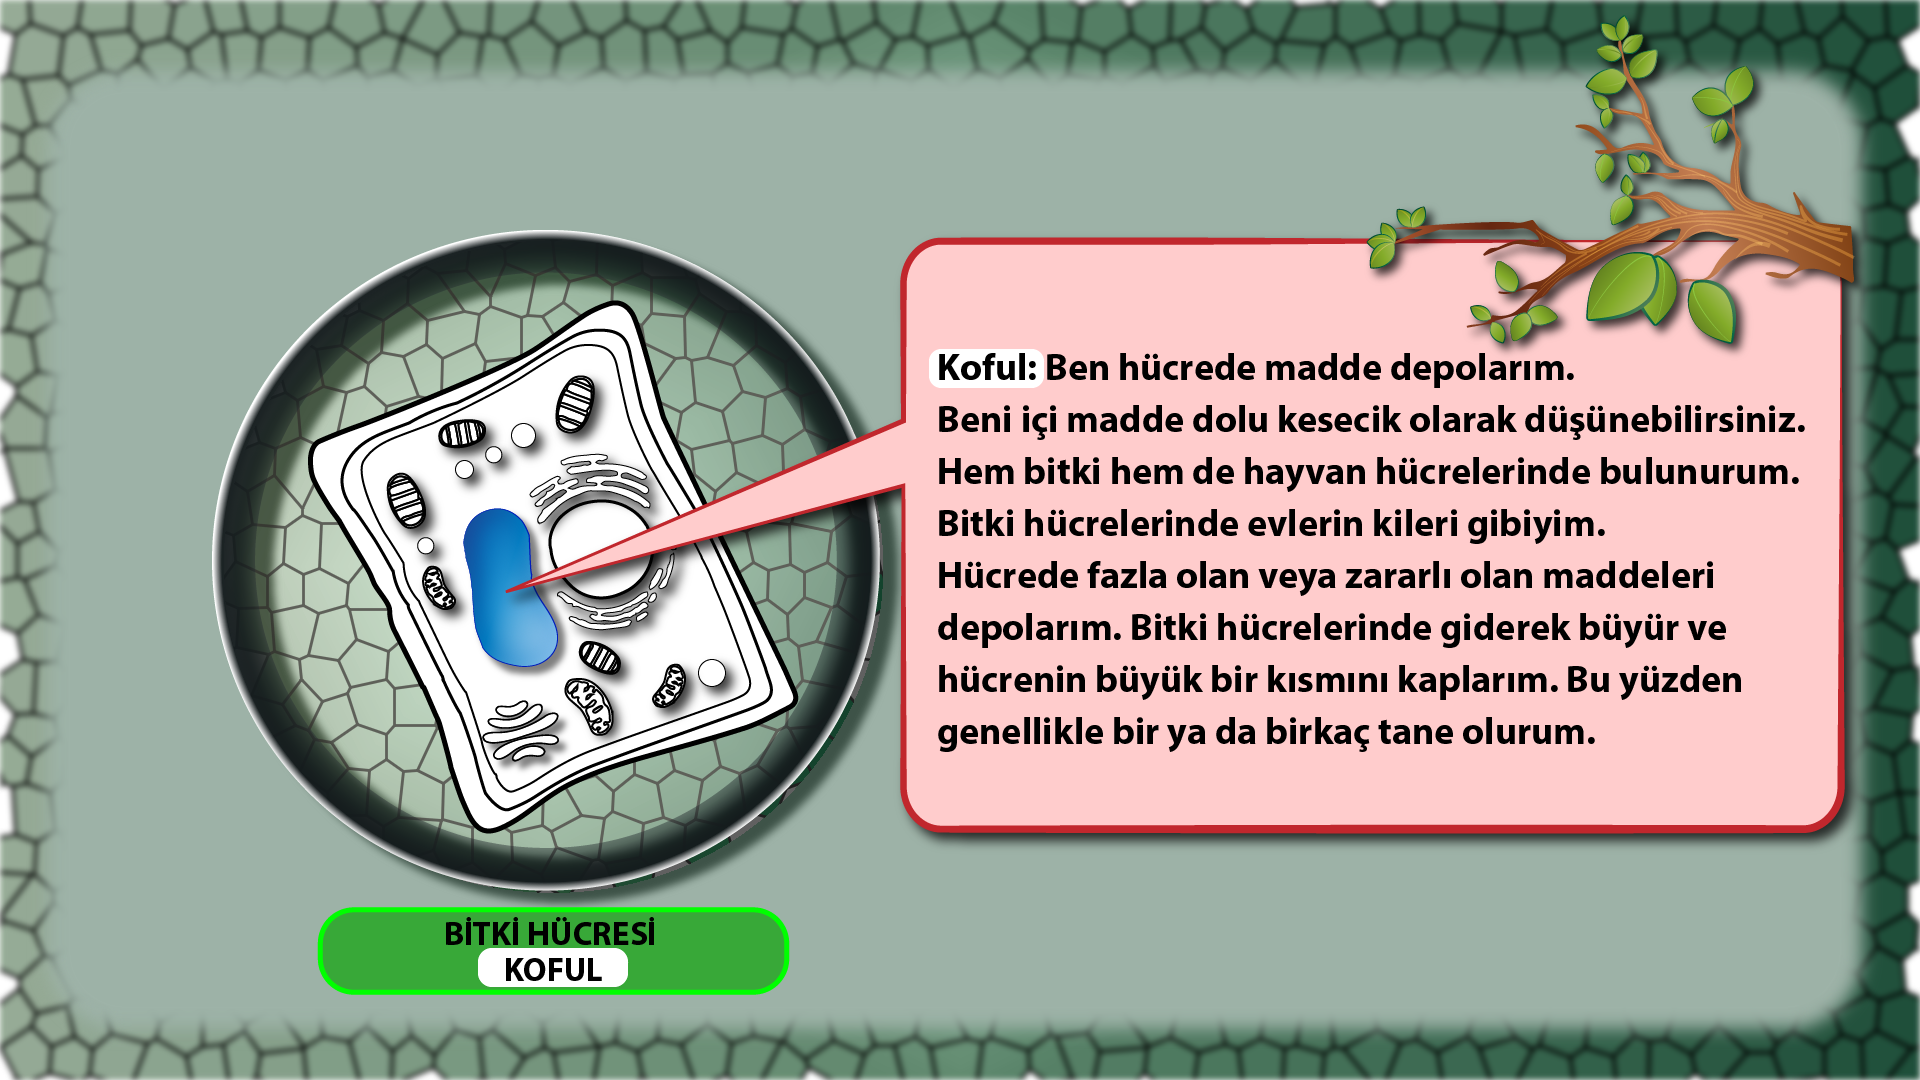 Koful: Ben hücrede madde depolarım.
Beni içi madde dolu kesecik olarak düşünebilirsiniz.
Hem bitki hem de hayvan hücrelerinde bulunurum.
Bitki hücrelerinde evlerin kileri gibiyim.
Hücrede fazla olan veya zararlı olan maddeleri
depolarım. Bitki hücrelerinde giderek büyür ve
hücrenin büyük bir kısmını kaplarım. Bu yüzden
genellikle bir ya da birkaç tane olurum.
BİTKİ HÜCRESİ
KOFUL